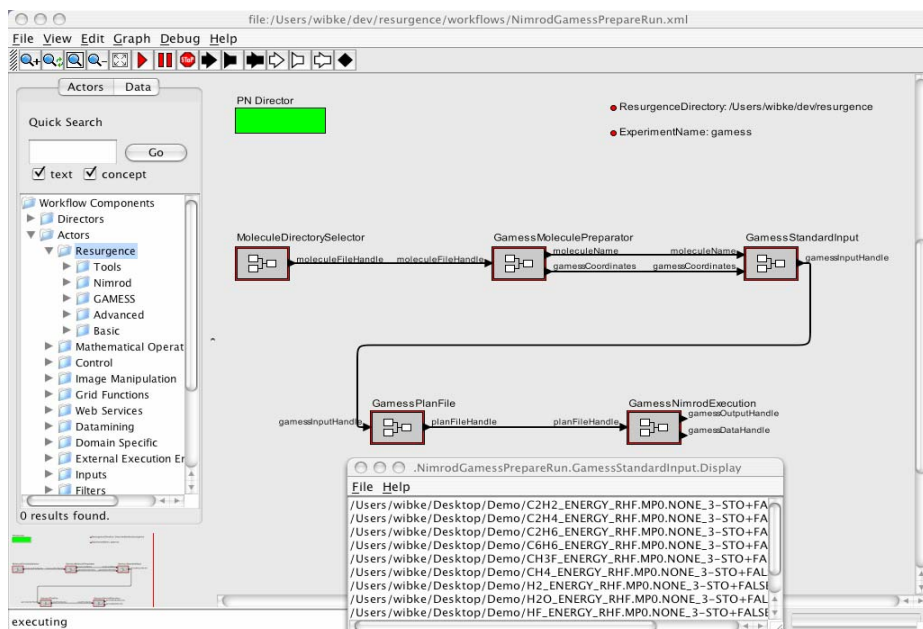 file:/Users/wibke/dev/resurgence/workflows/NimrodGamessPrepareRun.xml
File View Edit Graph Debug Help
STOP
Actors Data
Quick Search
Go
text concept
Workflow Components
Directors
Actors
Resurgence
Tools
Nimrod
GAMESS
Advanced
Basic
Mathematical Operat
Control
Image Manipulation
Grid Functions
Web Services
Datamining
Domain Specific
External Execution Er
Inputs
Filters
0 results found.
PN Director
ResurgenceDirectory: /Users/wibke/dev/resurgence
ExperimentName: gamess
MoleculeDirectorySelector
moleculeFileHandle moleculeFileHandle
GamessMoleculePreparator
moleculeName moleculeName
gamessCoordinates gamessCoordinates
GamessStandardInput
gamessInputHandle
GamessPlanFile
gamessInputHandle planFileHandle planFileHandle
GamessNimrodExecution
gamessOutputHandle
gamessDataHandle
.NimrodGamessPrepareRun.GamessStandardInput.Display
File Help
/Users/wibke/Desktop/Demo/C2H2_ENERGY_RHF.MP0.NONE_3-STO+FA
/Users/wibke/Desktop/Demo/C2H4_ENERGY_RHF.MP0.NONE_3-STO+FA
/Users/wibke/Desktop/Demo/C2H6_ENERGY_RHF.MP0.NONE_3-STO+FA
/Users/wibke/Desktop/Demo/C6H6_ENERGY_RHF.MP0.NONE_3-STO+FA
/Users/wibke/Desktop/Demo/CH3F_ENERGY_RHF.MP0.NONE_3-STO+FA
/Users/wibke/Desktop/Demo/CH4_ENERGY_RHF.MP0.NONE_3-STO+FAL
/Users/wibke/Desktop/Demo/H2_ENERGY_RHF.MP0.NONE_3-STO+FALSE
/Users/wibke/Desktop/Demo/H2O_ENERGY_RHF.MP0.NONE_3-STO+FAL
/Users/wibke/Desktop/Demo/HF_ENERGY_RHF.MP0.NONE_3-STO+FALSE
executing